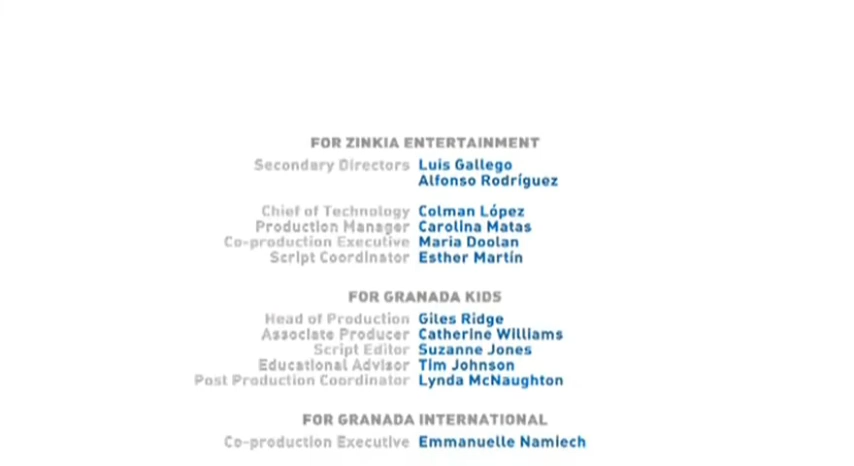 FOR ZINKIA ENTERTAINMENT
Secondary Directors Luis Gallego
Alfonso Rodríguez
Chief of Technology Colman López
Production Manager Carolina Matas
Co-production Executive Maria Doolan
Script Coordinator Esther Martín
FOR GRANADA KIDS
Head of Production Giles Ridge
Associate Producer Catherine Williams
Script Editor Suzanne Jones
Educational Advisor Tim Johnson
Post Production Coordinator Lynda McNaughton
FOR GRANADA INTERNATIONAL
Co-production Executive Emmanuelle Namiech